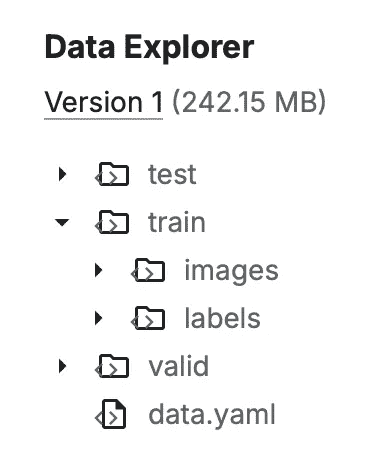 Data Explorer
Version 1 (242.15 MB)
test
train
images
labels
valid
data.yaml